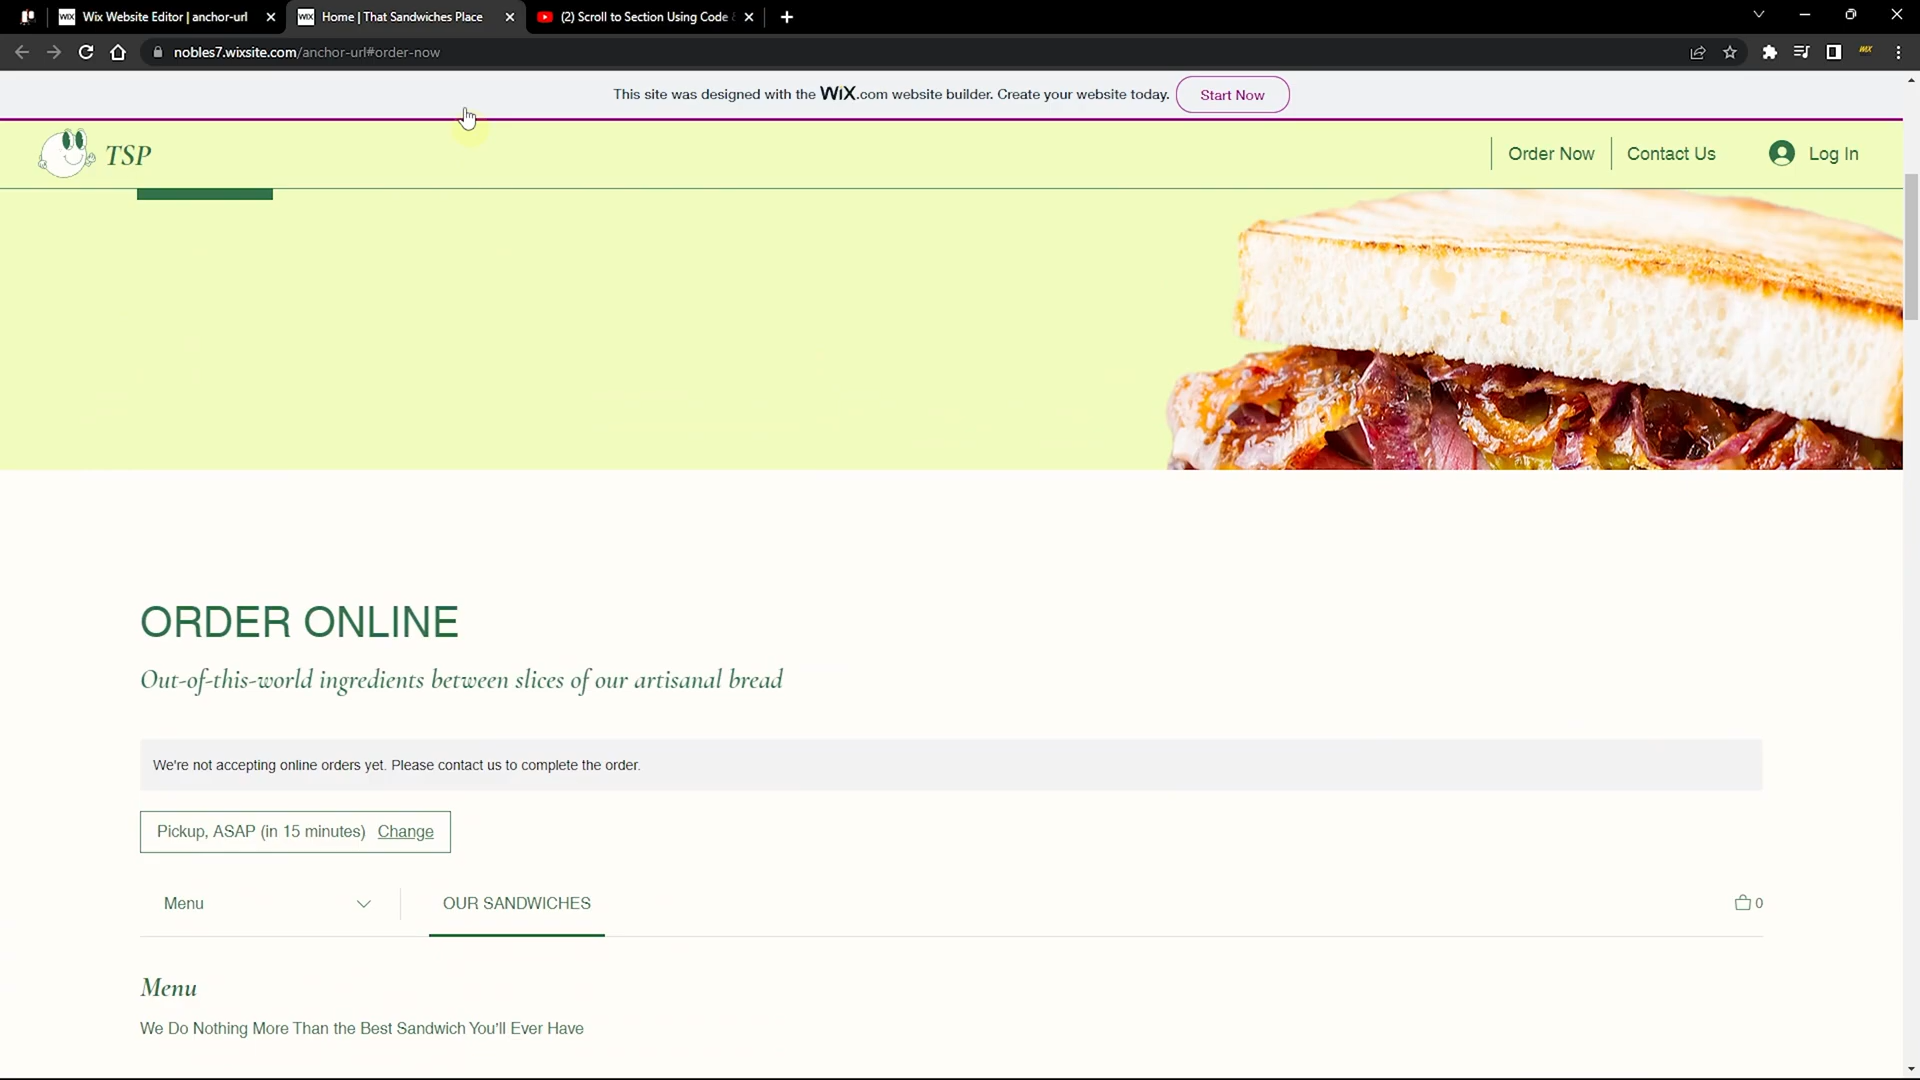 WiX Wix Website Editor | anchor-url
WiX Home | That Sandwiches Place
(2) Scroll to Section Using Code &
nobles7.wixsite.com/anchor-url#order-now
WiX
This site was designed with the WiX.com website builder. Create your website today. Start Now
TSP
Order Now
Contact Us
Log In
ORDER ONLINE
Out-of-this-world ingredients between slices of our artisanal bread
We're not accepting online orders yet. Please contact us to complete the order.
Pickup, ASAP (in 15 minutes) Change
Menu
OUR SANDWICHES
0
Menu
We Do Nothing More Than the Best Sandwich You'll Ever Have